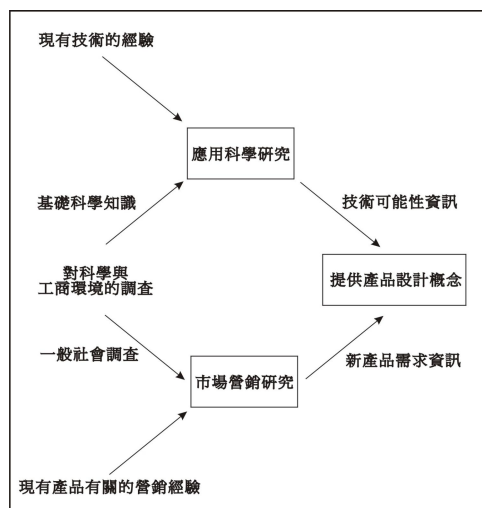 現有技術的經驗
應用科學研究
基礎科學知識
技術可能性資訊
對科學與
工商環境的調查
提供產品設計概念
一般社會調查
新產品需求資訊
市場營銷研究
現有產品有關的營銷經驗